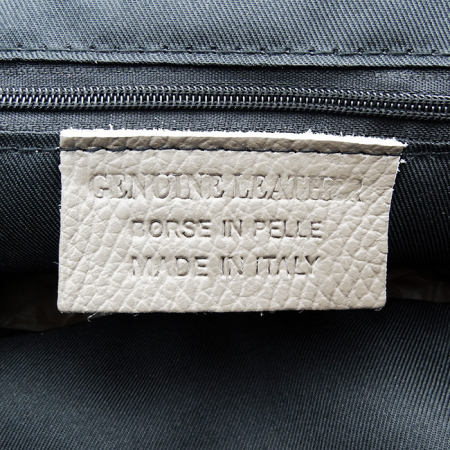 GENUINE LEATHER
BORSE IN PELLE
MADE IN ITALY